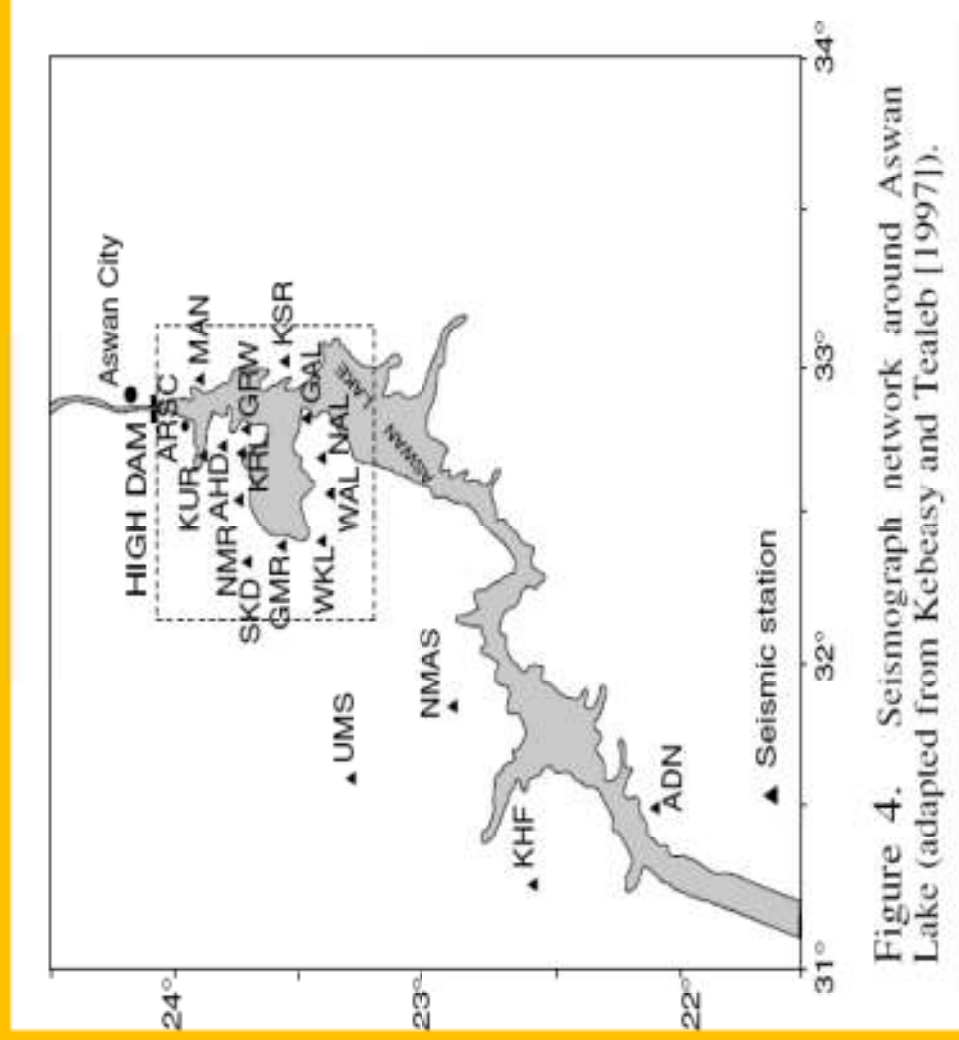 Aswan City
HIGH DAM
ARSC
MAN
KUR
AHD
GRW
KSR
NMR
KRL
GAL
SKD
NAL
GMR
WAL
WKL
LAKE
ASWAN
UMS
NMAS
KHF
ADN
Seismic station
24°
23°
22°
31°
32°
33°
34°
Figure 4. Seismograph network around Aswan
Lake (adapted from Kebeasy and Tealeb [1997]).